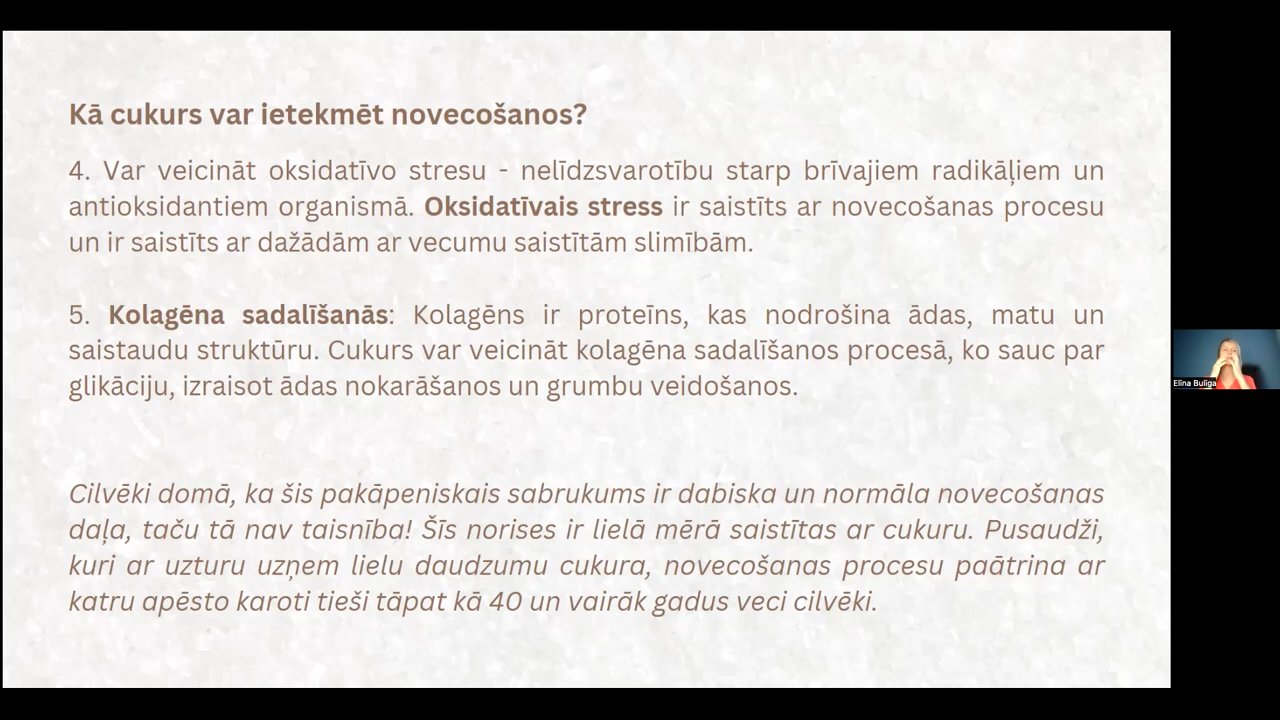 Kā cukurs var ietekmēt novecošanos?
4. Var veicināt oksidatīvo stresu - nelīdzsvarotību starp brīvajiem radikāļiem un
antioksidantiem organismā. Oksidatīvais stress ir saistīts ar novecošanas procesu
un ir saistīts ar dažādām ar vecumu saistītām slimībām.
5. Kolagēna sadalīšanās: Kolagēns ir proteīns, kas nodrošina ādas, matu un
saistaudu struktūru. Cukurs var veicināt kolagēna sadalīšanos procesā, ko sauc par
glikāciju, izraisot ādas nokarāšanos un grumbu veidošanos.
Cilvēki domā, ka šis pakāpeniskais sabrukums ir dabiska un normāla novecošanas
daļa, taču tā nav taisnība! Šīs norises ir lielā mērā saistītas ar cukuru. Pusaudži,
kuri ar uzturu uzņem lielu daudzumu cukura, novecošanas procesu paātrina ar
katru apēsto karoti tieši tāpat kā 40 un vairāk gadus veci cilvēki.
Elīna Buliga